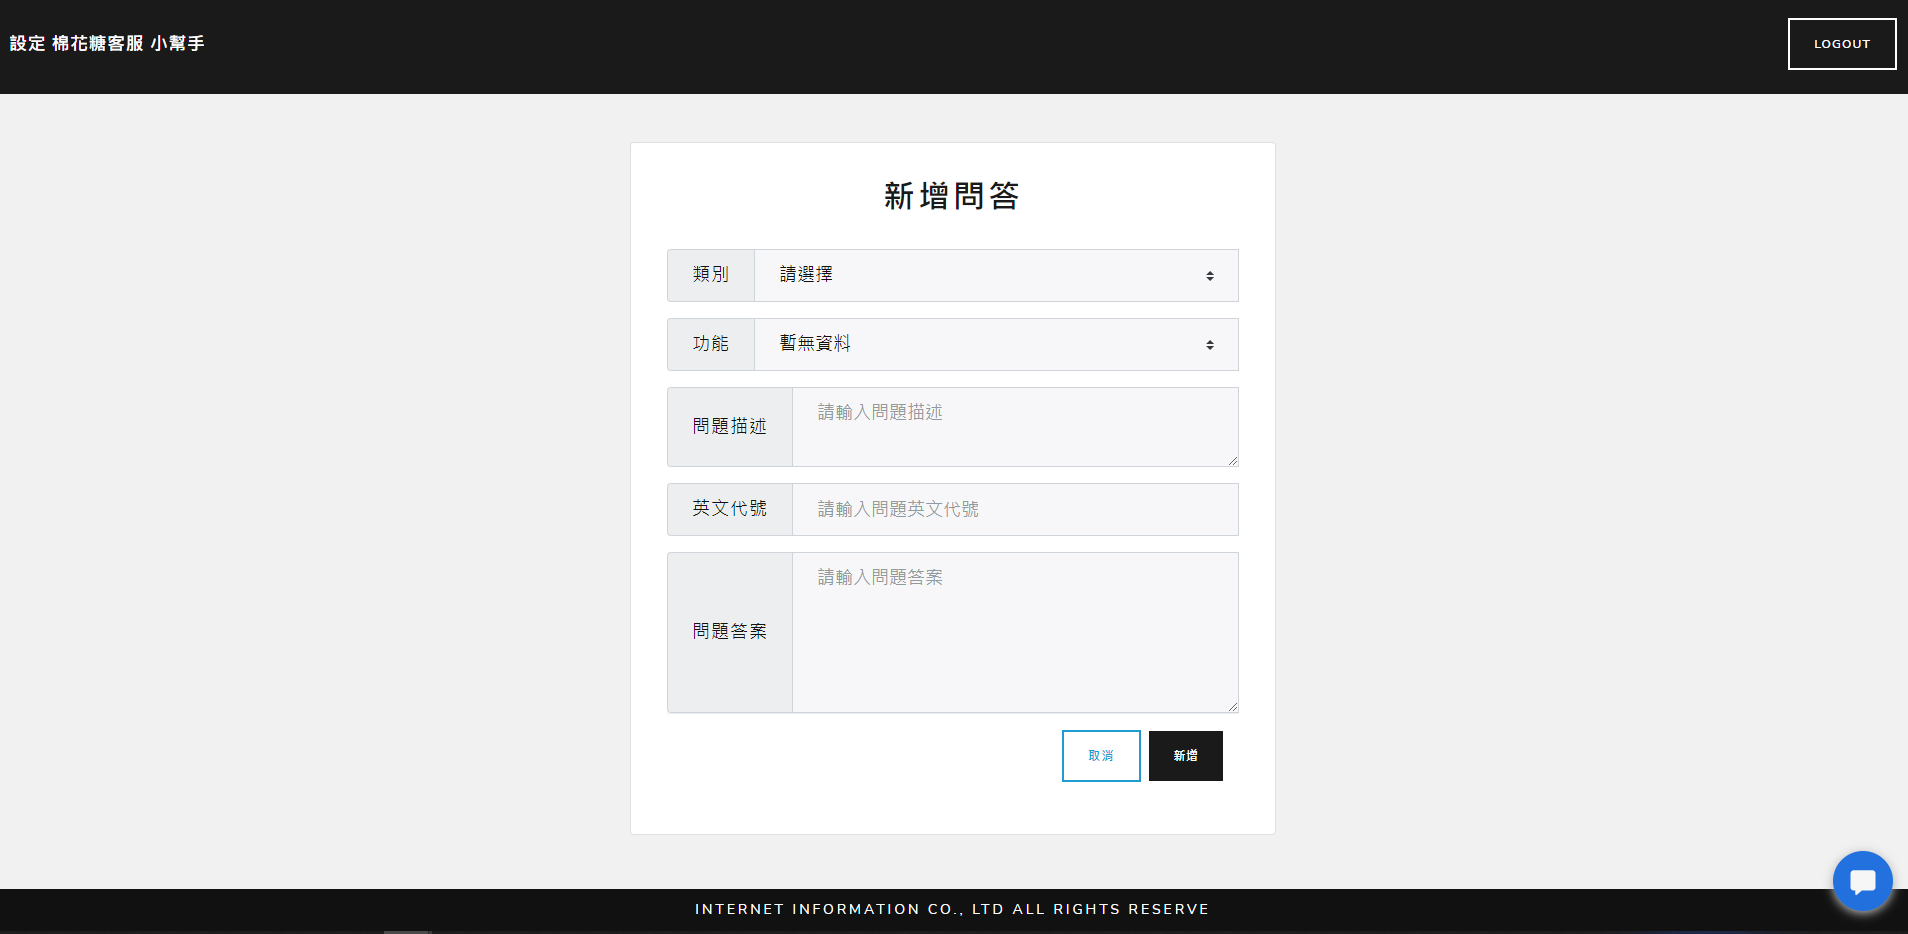 設定 棉花糖客服 小幫手
LOGOUT
新增問答
類別 請選擇
功能 暫無資料
問題描述 請輸入問題描述
英文代號 請輸入問題英文代號
問題答案 請輸入問題答案
取消 新增
INTERNET INFORMATION CO., LTD ALL RIGHTS RESERVE